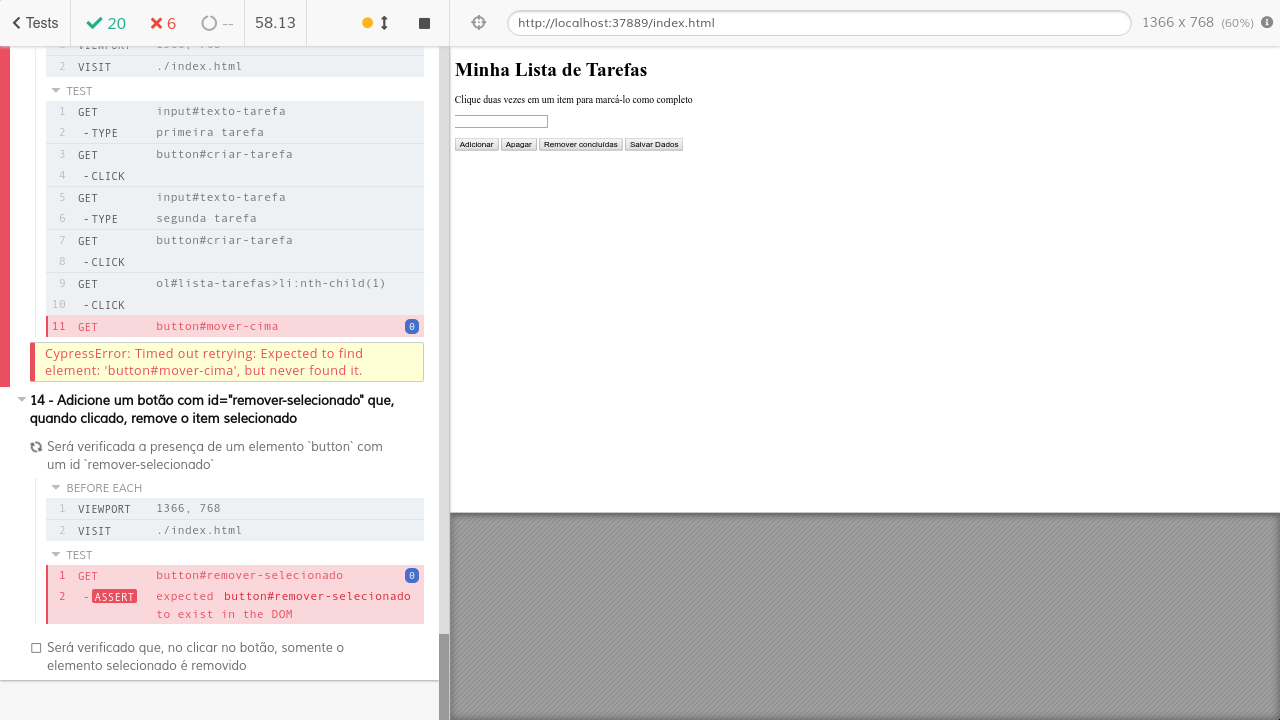 Tests 20 6 -- 58.13
http://localhost:37889/index.html 1366 x 768 (60%)
2 VISIT ./index.html
TEST
1 GET input#texto-tarefa
2 -TYPE primeira tarefa
3 GET button#criar-tarefa
4 -CLICK
5 GET input#texto-tarefa
6 -TYPE segunda tarefa
7 GET button#criar-tarefa
8 -CLICK
9 GET ol#lista-tarefas>li:nth-child(1)
10 -CLICK
11 GET button#mover-cima 0
CypressError: Timed out retrying: Expected to find
element: 'button#mover-cima', but never found it.
14 - Adicione um botão com id="remover-selecionado" que,
quando clicado, remove o item selecionado
Será verificada a presença de um elemento `button` com
um id `remover-selecionado`
BEFORE EACH
1 VIEWPORT 1366, 768
2 VISIT ./index.html
TEST
1 GET button#remover-selecionado 0
2 -ASSERT expected button#remover-selecionado
to exist in the DOM
Será verificado que, no clicar no botão, somente o
elemento selecionado é removido
Minha Lista de Tarefas
Clique duas vezes em um item para marcá-lo como completo
Adicionar Apagar Remover concluídas Salvar Dados